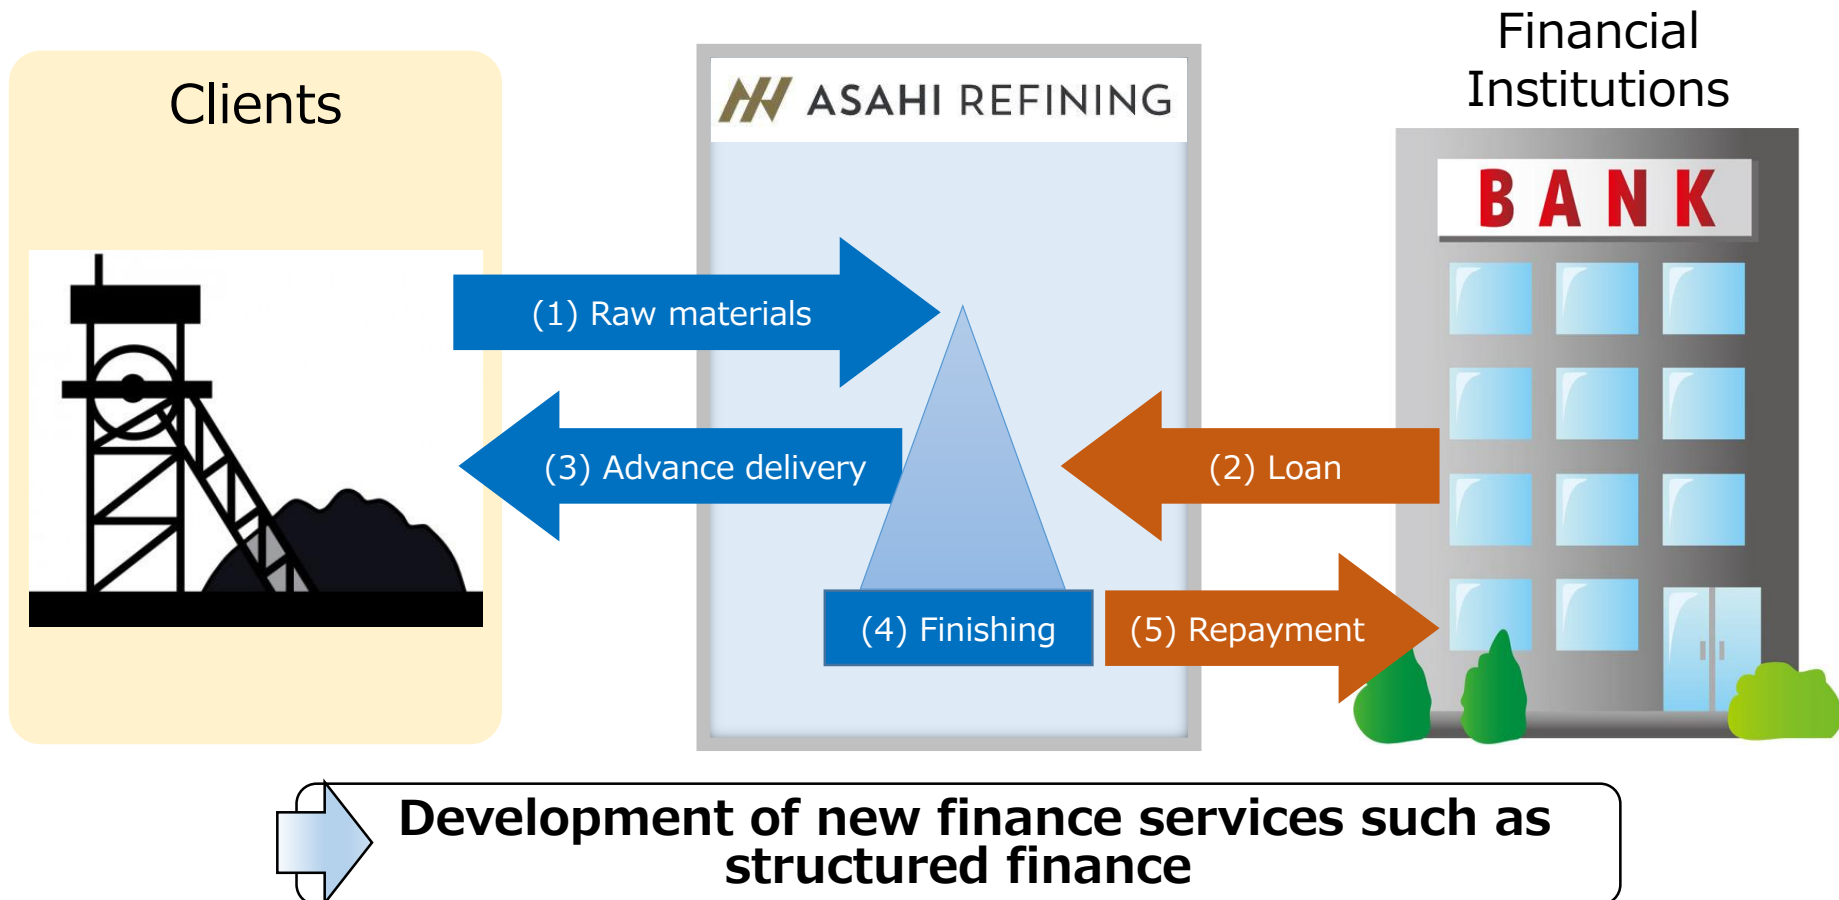 Clients
ASAHI REFINING
Financial
Institutions
BANK
(1) Raw materials
(3) Advance delivery
(2) Loan
(4) Finishing
(5) Repayment
Development of new finance services such as
structured finance